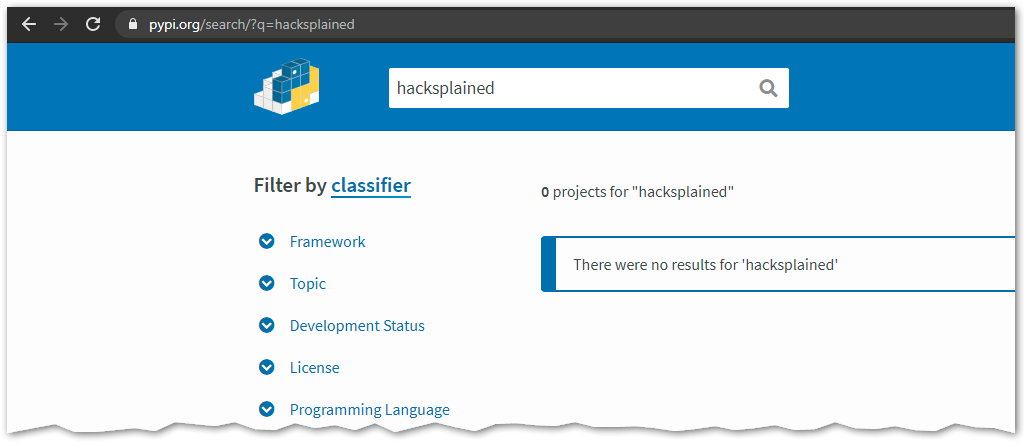 pypi.org/search/?q=hacksplained
hacksplained
Filter by classifier
0 projects for "hacksplained"
Framework
There were no results for 'hacksplained'
Topic
Development Status
License
Programming Language